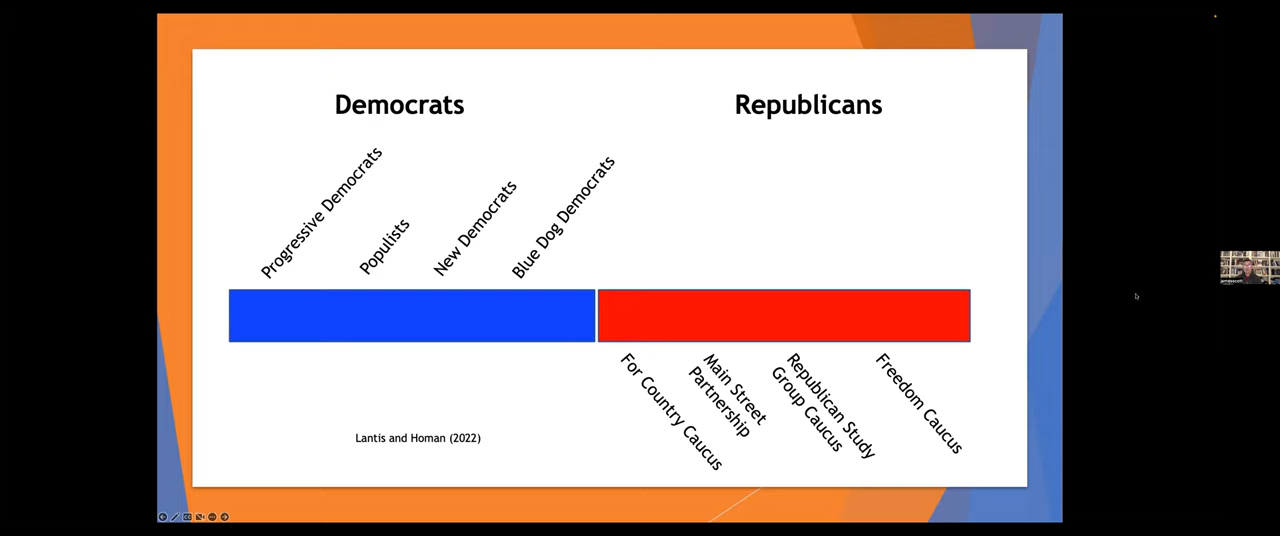 Democrats
Republicans
Progressive Democrats
Populists
New Democrats
Blue Dog Democrats
For Country Caucus
Main Street
Partnership
Republican Study
Group Caucus
Freedom Caucus
Lantis and Homan (2022)